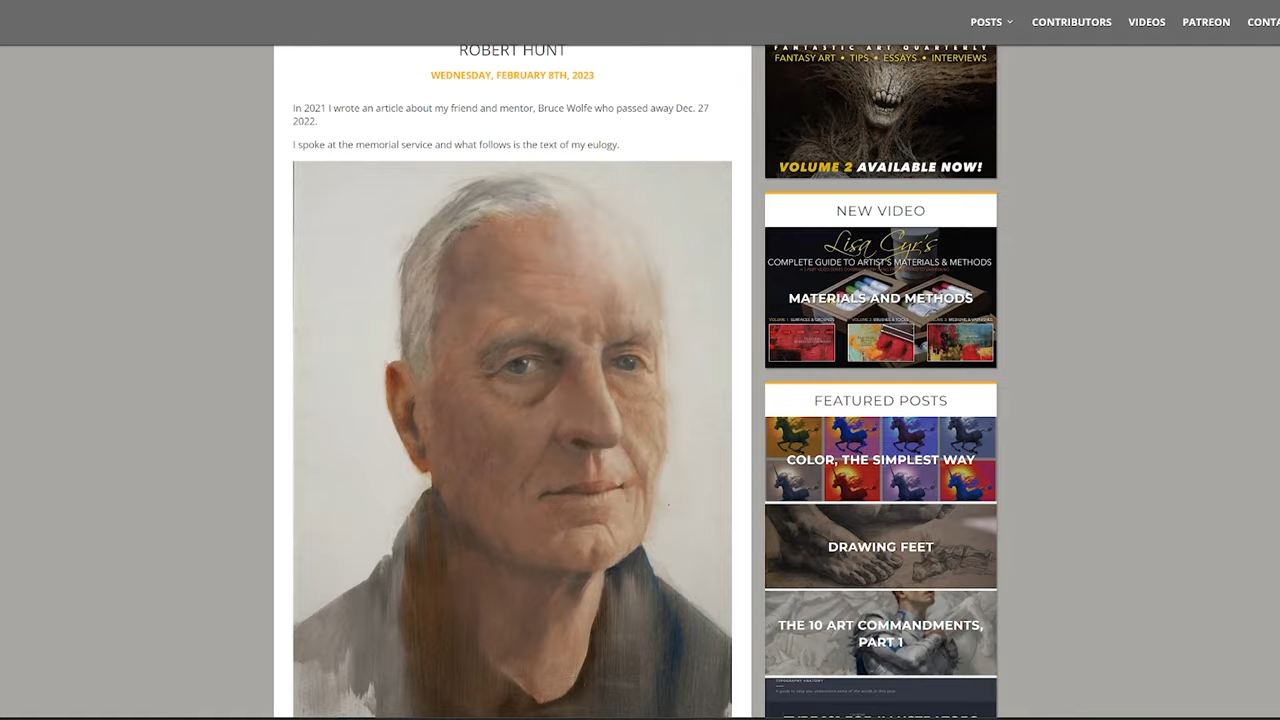 POSTS
CONTRIBUTORS
VIDEOS
PATREON
CONTA
ROBERT HUNT
WEDNESDAY, FEBRUARY 8TH, 2023
In 2021 I wrote an article about my friend and mentor, Bruce Wolfe who passed away Dec. 27
2022.
I spoke at the memorial service and what follows is the text of my eulogy.
FANTASTIC ART QUARTERLY
FANTASY ART • TIPS • ESSAYS • INTERVIEWS
VOLUME 2 AVAILABLE NOW!
NEW VIDEO
Lisa Cyr's
COMPLETE GUIDE TO ARTIST'S MATERIALS & METHODS
MATERIALS AND METHODS
FEATURED POSTS
COLOR, THE SIMPLEST WAY
DRAWING FEET
THE 10 ART COMMANDMENTS,
PART 1